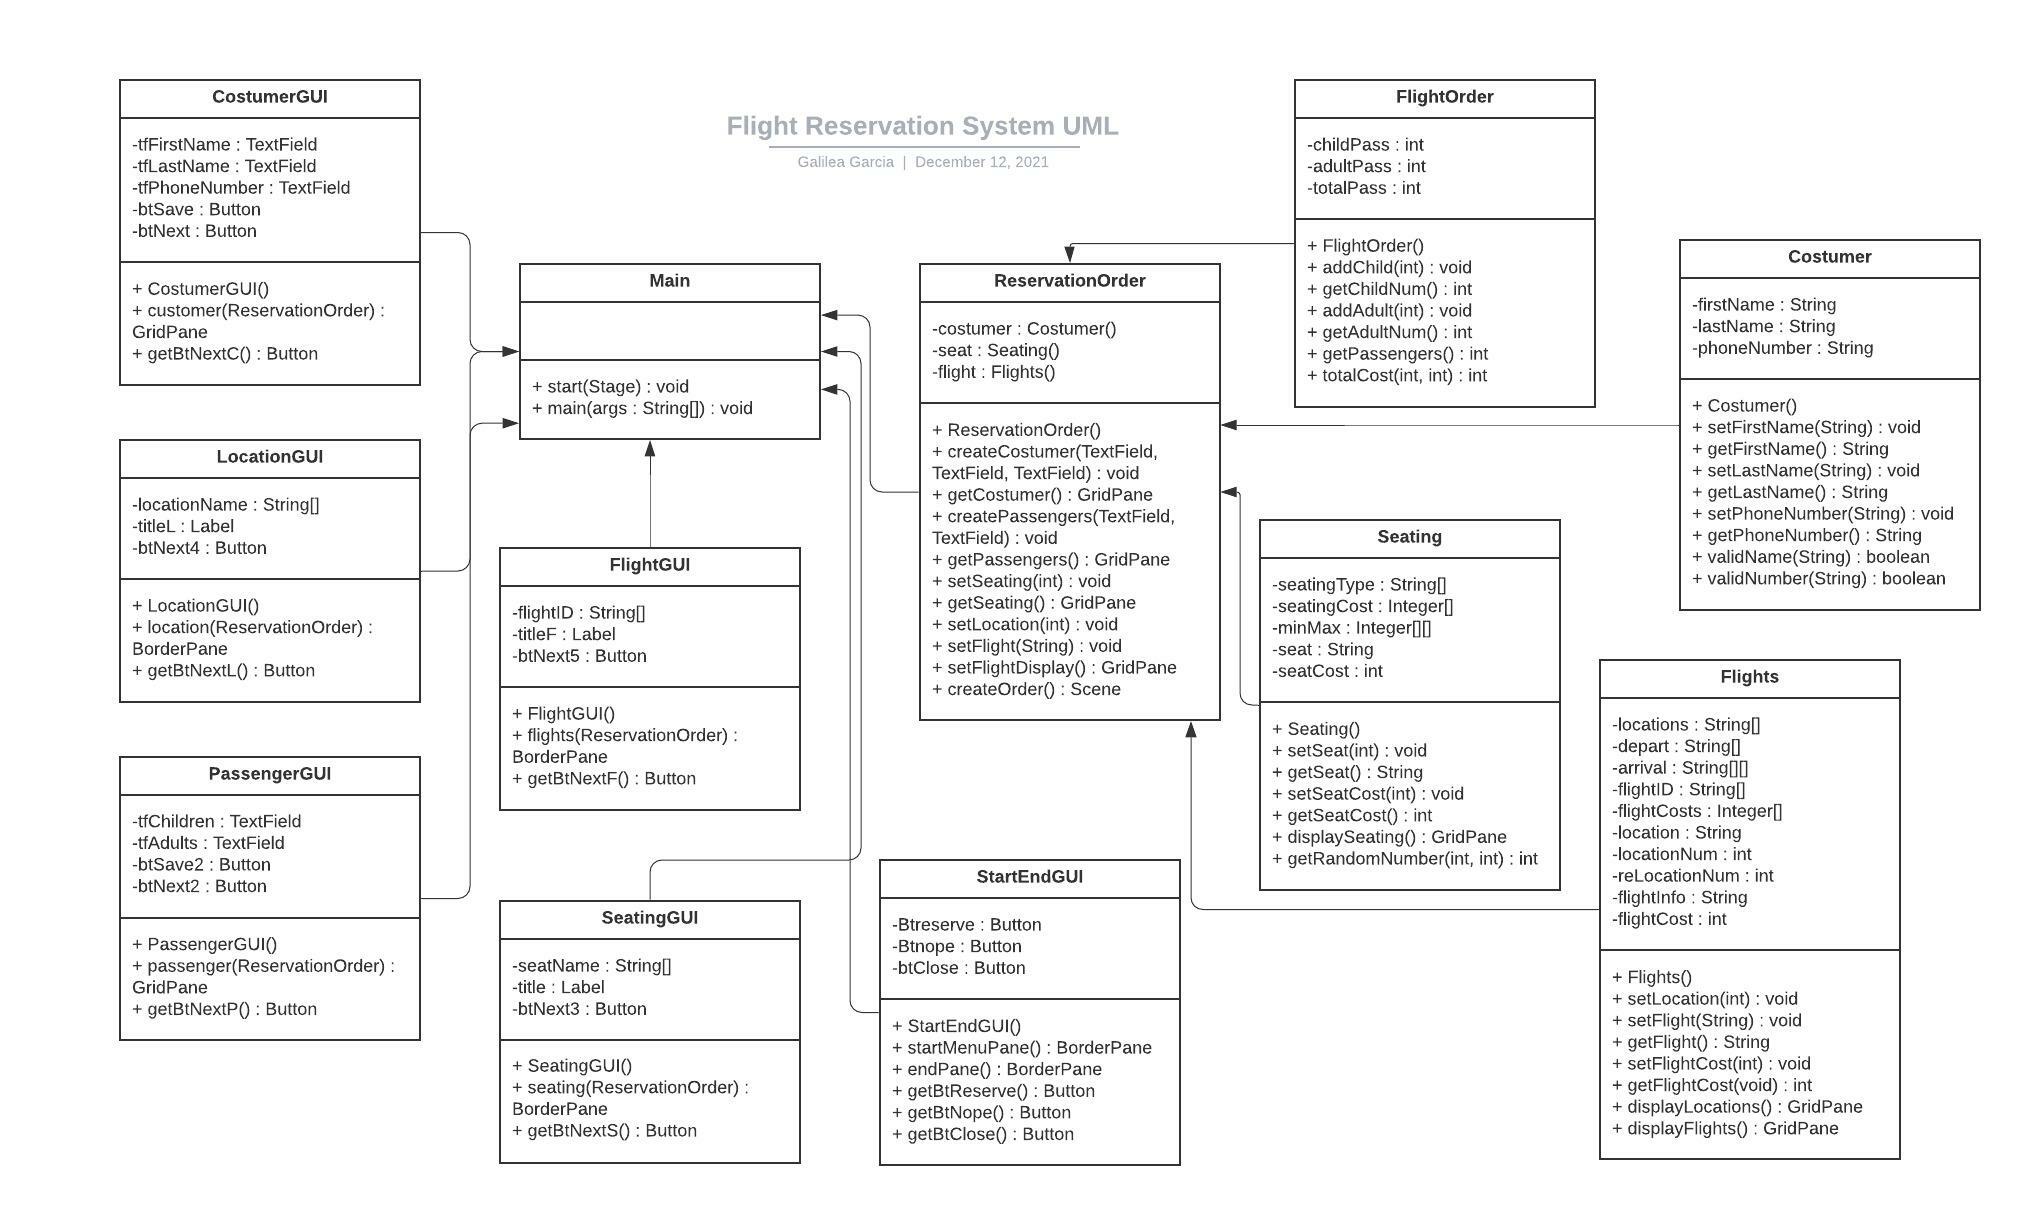 Flight Reservation System UML
Galilea Garcia | December 12, 2021
CostumerGUI
-tfFirstName : TextField
-tfLastName : TextField
-tfPhoneNumber : TextField
-btSave : Button
-btNext : Button
+ CostumerGUI()
+ customer(ReservationOrder) :
GridPane
+ getBtNextC() : Button
LocationGUI
-locationName : String[]
-titleL : Label
-btNext4 : Button
+ LocationGUI()
+ location(ReservationOrder) :
BorderPane
+ getBtNextL() : Button
PassengerGUI
-tfChildren : TextField
-tfAdults : TextField
-btSave2 : Button
-btNext2 : Button
+ PassengerGUI()
+ passenger(ReservationOrder) :
GridPane
+ getBtNextP() : Button
Main
+ start(Stage) : void
+ main(args : String[]) : void
FlightGUI
-flightID : String[]
-titleF : Label
-btNext5 : Button
+ FlightGUI()
+ flights(ReservationOrder) :
BorderPane
+ getBtNextF() : Button
SeatingGUI
-seatName : String[]
-title : Label
-btNext3 : Button
+ SeatingGUI()
+ seating(ReservationOrder) :
BorderPane
+ getBtNextS() : Button
ReservationOrder
-costumer : Costumer()
-seat : Seating()
-flight : Flights()
+ ReservationOrder()
+ createCostumer(TextField,
TextField, TextField) : void
+ getCostumer() : GridPane
+ createPassengers(TextField,
TextField) : void
+ getPassengers() : GridPane
+ setSeating(int) : void
+ getSeating() : GridPane
+ setLocation(int) : void
+ setFlight(String) : void
+ setFlightDisplay() : GridPane
+ createOrder() : Scene
StartEndGUI
-Btreserve : Button
-Btnope : Button
-btClose : Button
+ StartEndGUI()
+ startMenuPane() : BorderPane
+ endPane() : BorderPane
+ getBtReserve() : Button
+ getBtNope() : Button
+ getBtClose() : Button
FlightOrder
-childPass : int
-adultPass : int
-totalPass : int
+ FlightOrder()
+ addChild(int) : void
+ getChildNum() : int
+ addAdult(int) : void
+ getAdultNum() : int
+ getPassengers() : int
+ totalCost(int, int) : int
Seating
-seatingType : String[]
-seatingCost : Integer[]
-minMax : Integer[][]
-seat : String
-seatCost : int
+ Seating()
+ setSeat(int) : void
+ getSeat() : String
+ setSeatCost(int) : void
+ getSeatCost() : int
+ displaySeating() : GridPane
+ getRandomNumber(int, int) : int
Costumer
-firstName : String
-lastName : String
-phoneNumber : String
+ Costumer()
+ setFirstName(String) : void
+ getFirstName() : String
+ setLastName(String) : void
+ getLastName() : String
+ setPhoneNumber(String) : void
+ getPhoneNumber() : String
+ validName(String) : boolean
+ validNumber(String) : boolean
Flights
-locations : String[]
-depart : String[]
-arrival : String[][]
-flightID : String[]
-flightCosts : Integer[]
-location : String
-locationNum : int
-reLocationNum : int
-flightInfo : String
-flightCost : int
+ Flights()
+ setLocation(int) : void
+ setFlight(String) : void
+ getFlight() : String
+ setFlightCost(int) : void
+ getFlightCost(void) : int
+ displayLocations() : GridPane
+ displayFlights() : GridPane